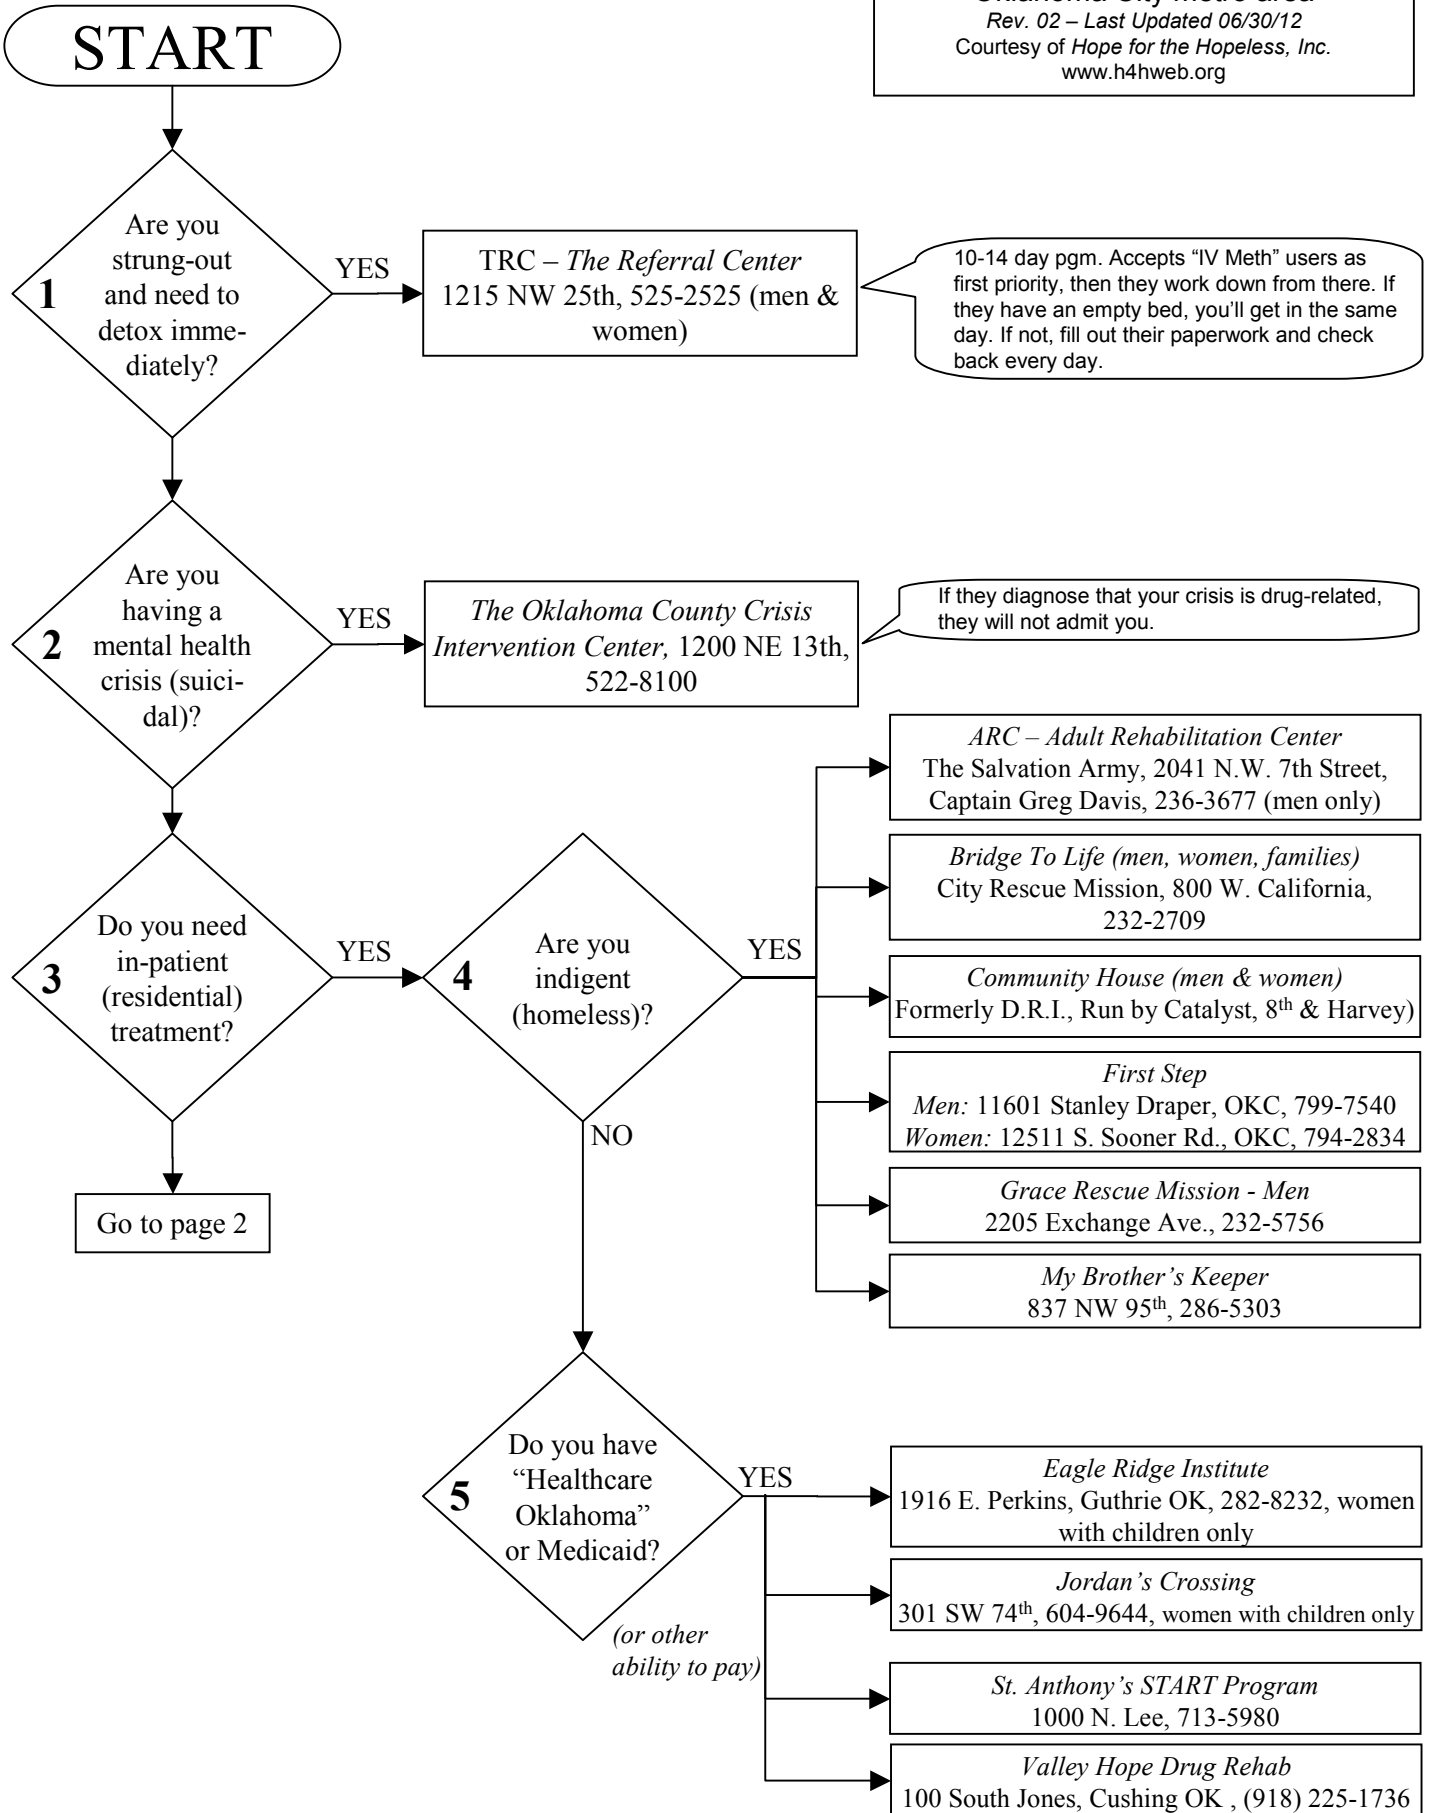 START
Oklahoma City metro area
Rev. 02 – Last Updated 06/30/12
Courtesy of Hope for the Hopeless, Inc.
www.h4hweb.org
1
Are you
strung-out
and need to
detox imme-
diately?
YES
TRC – The Referral Center
1215 NW 25th, 525-2525 (men &
women)
10-14 day pgm. Accepts “IV Meth” users as
first priority, then they work down from there. If
they have an empty bed, you’ll get in the same
day. If not, fill out their paperwork and check
back every day.
2
Are you
having a
mental health
crisis (suici-
dal)?
YES
The Oklahoma County Crisis
Intervention Center, 1200 NE 13th,
522-8100
If they diagnose that your crisis is drug-related,
they will not admit you.
3
Do you need
in-patient
(residential)
treatment?
YES
Go to page 2
4
Are you
indigent
(homeless)?
YES
NO
ARC – Adult Rehabilitation Center
The Salvation Army, 2041 N.W. 7th Street,
Captain Greg Davis, 236-3677 (men only)
Bridge To Life (men, women, families)
City Rescue Mission, 800 W. California,
232-2709
Community House (men & women)
Formerly D.R.I., Run by Catalyst, 8th & Harvey)
First Step
Men: 11601 Stanley Draper, OKC, 799-7540
Women: 12511 S. Sooner Rd., OKC, 794-2834
Grace Rescue Mission - Men
2205 Exchange Ave., 232-5756
My Brother’s Keeper
837 NW 95th, 286-5303
5
Do you have
“Healthcare
Oklahoma”
or Medicaid?
YES
(or other
ability to pay)
Eagle Ridge Institute
1916 E. Perkins, Guthrie OK, 282-8232, women
with children only
Jordan’s Crossing
301 SW 74th, 604-9644, women with children only
St. Anthony’s START Program
1000 N. Lee, 713-5980
Valley Hope Drug Rehab
100 South Jones, Cushing OK , (918) 225-1736